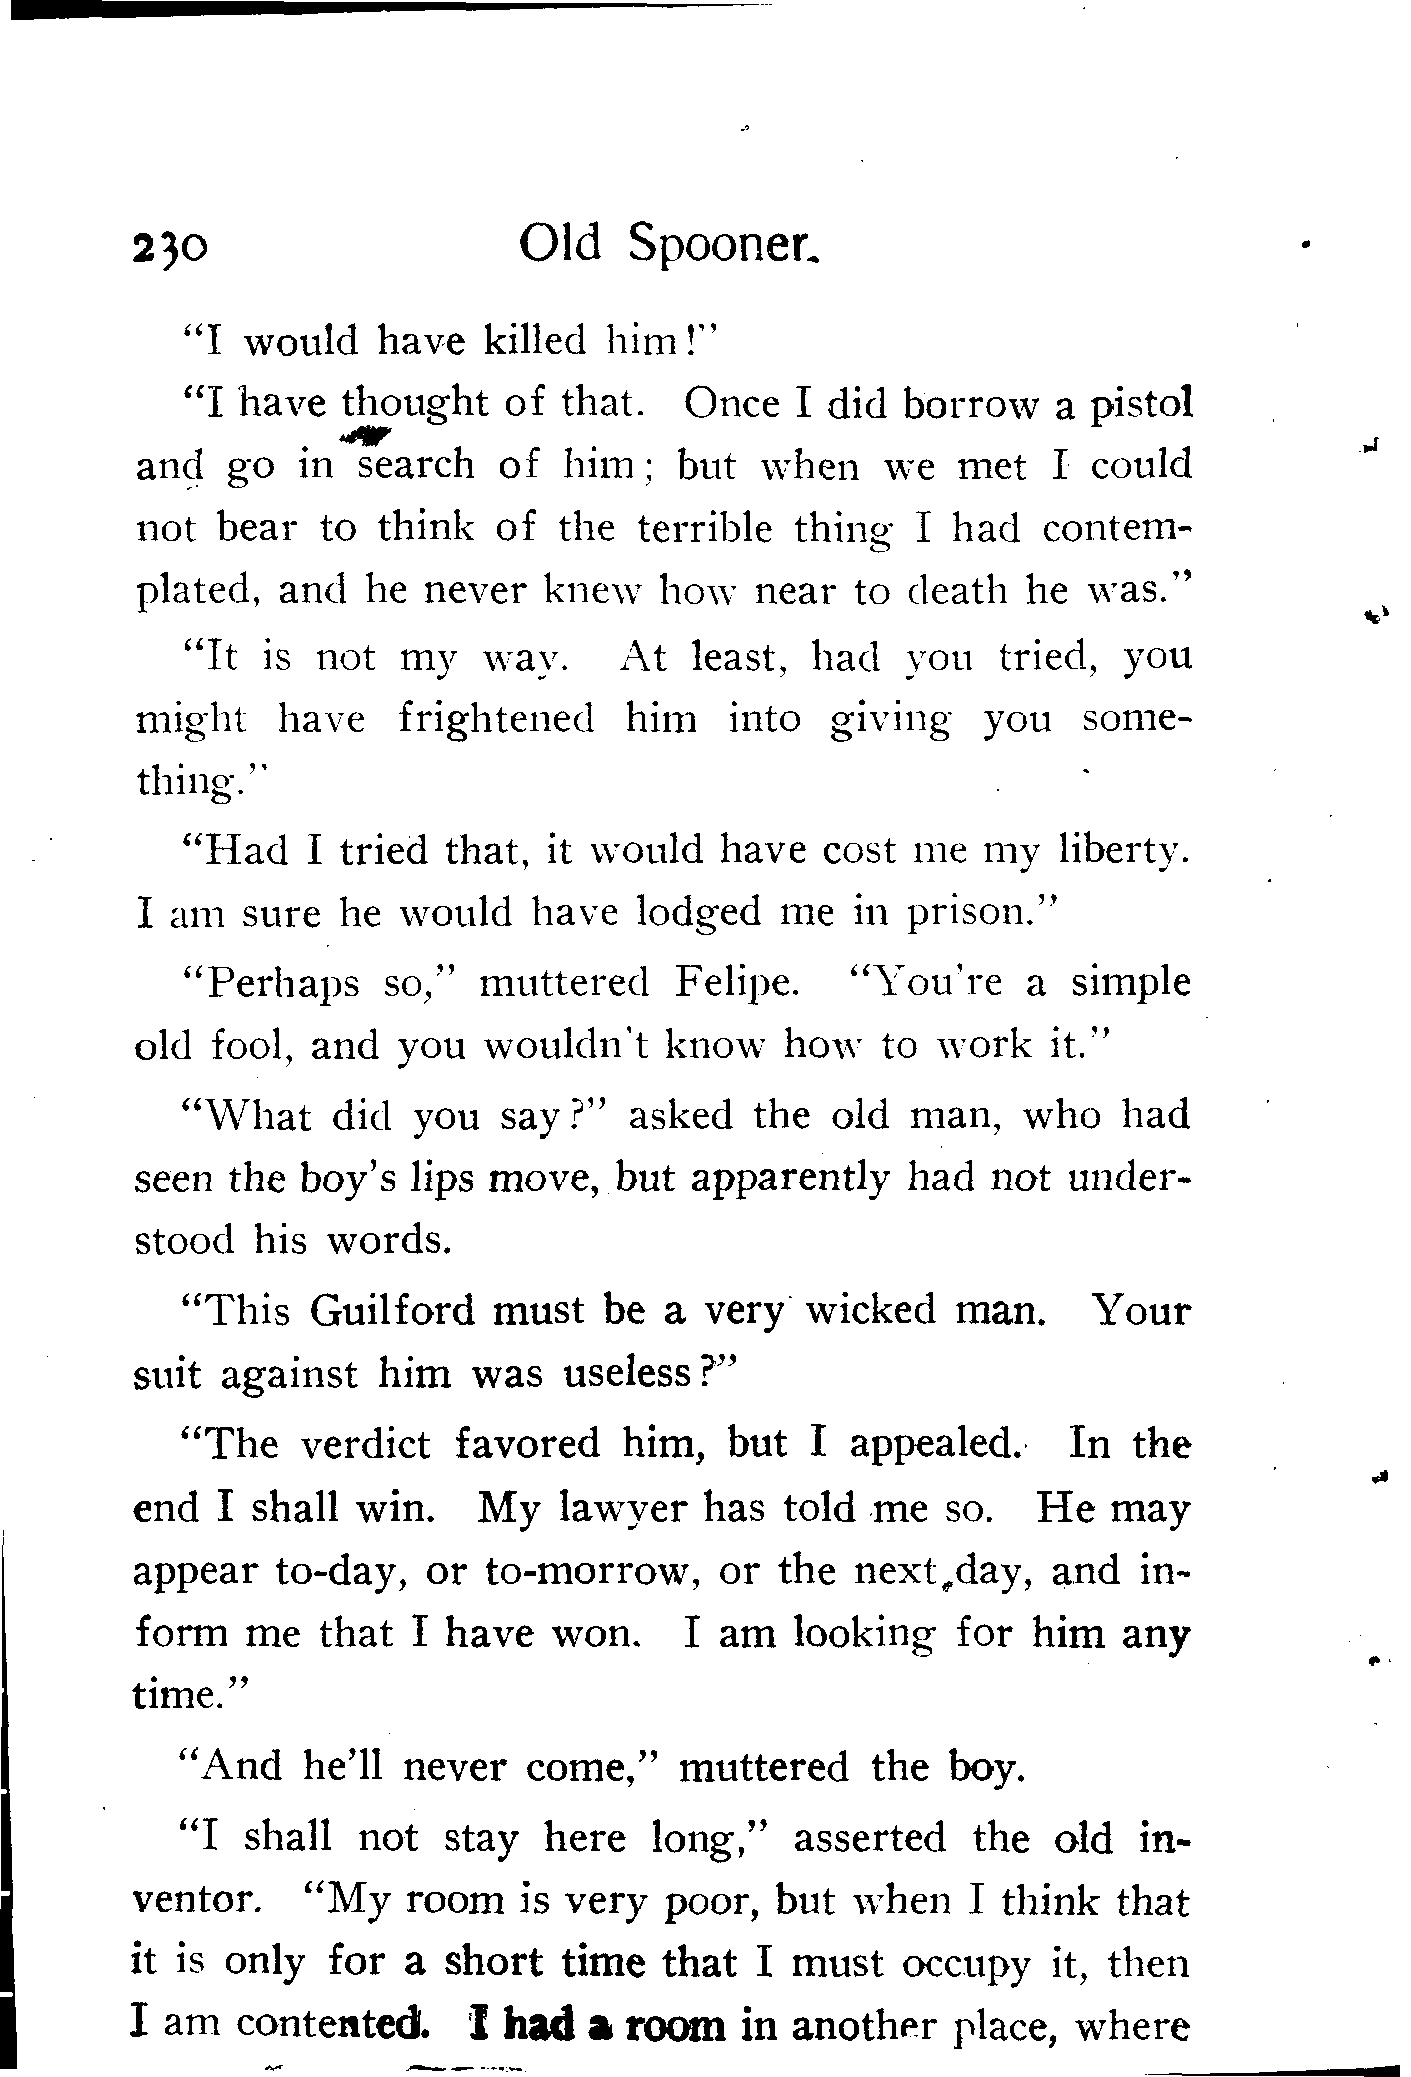 230 Old Spooner.
“I would have killed him!”
“I have thought of that. Once I did borrow a pistol
and go in search of him; but when we met I could
not bear to think of the terrible thing I had contem-
plated, and he never knew how near to death he was.”
“It is not my way. At least, had you tried, you
might have frightened him into giving you some-
thing.”
“Had I tried that, it would have cost me my liberty.
I am sure he would have lodged me in prison.”
“Perhaps so,” muttered Felipe. “You're a simple
old fool, and you wouldn't know how to work it.”
“What did you say?” asked the old man, who had
seen the boy's lips move, but apparently had not under-
stood his words.
“This Guilford must be a very wicked man. Your
suit against him was useless?”
“The verdict favored him, but I appealed. In the
end I shall win. My lawyer has told me so. He may
appear to-day, or to-morrow, or the next day, and in-
form me that I have won. I am looking for him any
time.”
“And he'll never come,” muttered the boy.
“I shall not stay here long,” asserted the old in-
ventor. “My room is very poor, but when I think that
it is only for a short time that I must occupy it, then
I am contented. I had a room in another place, where